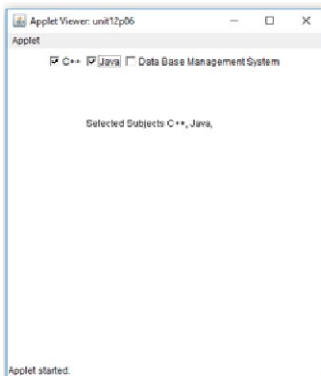 Applet Viewer: unit12p06
Applet
C++ Java Data Base Management System
Selected Subjects C++, Java,
Applet started.